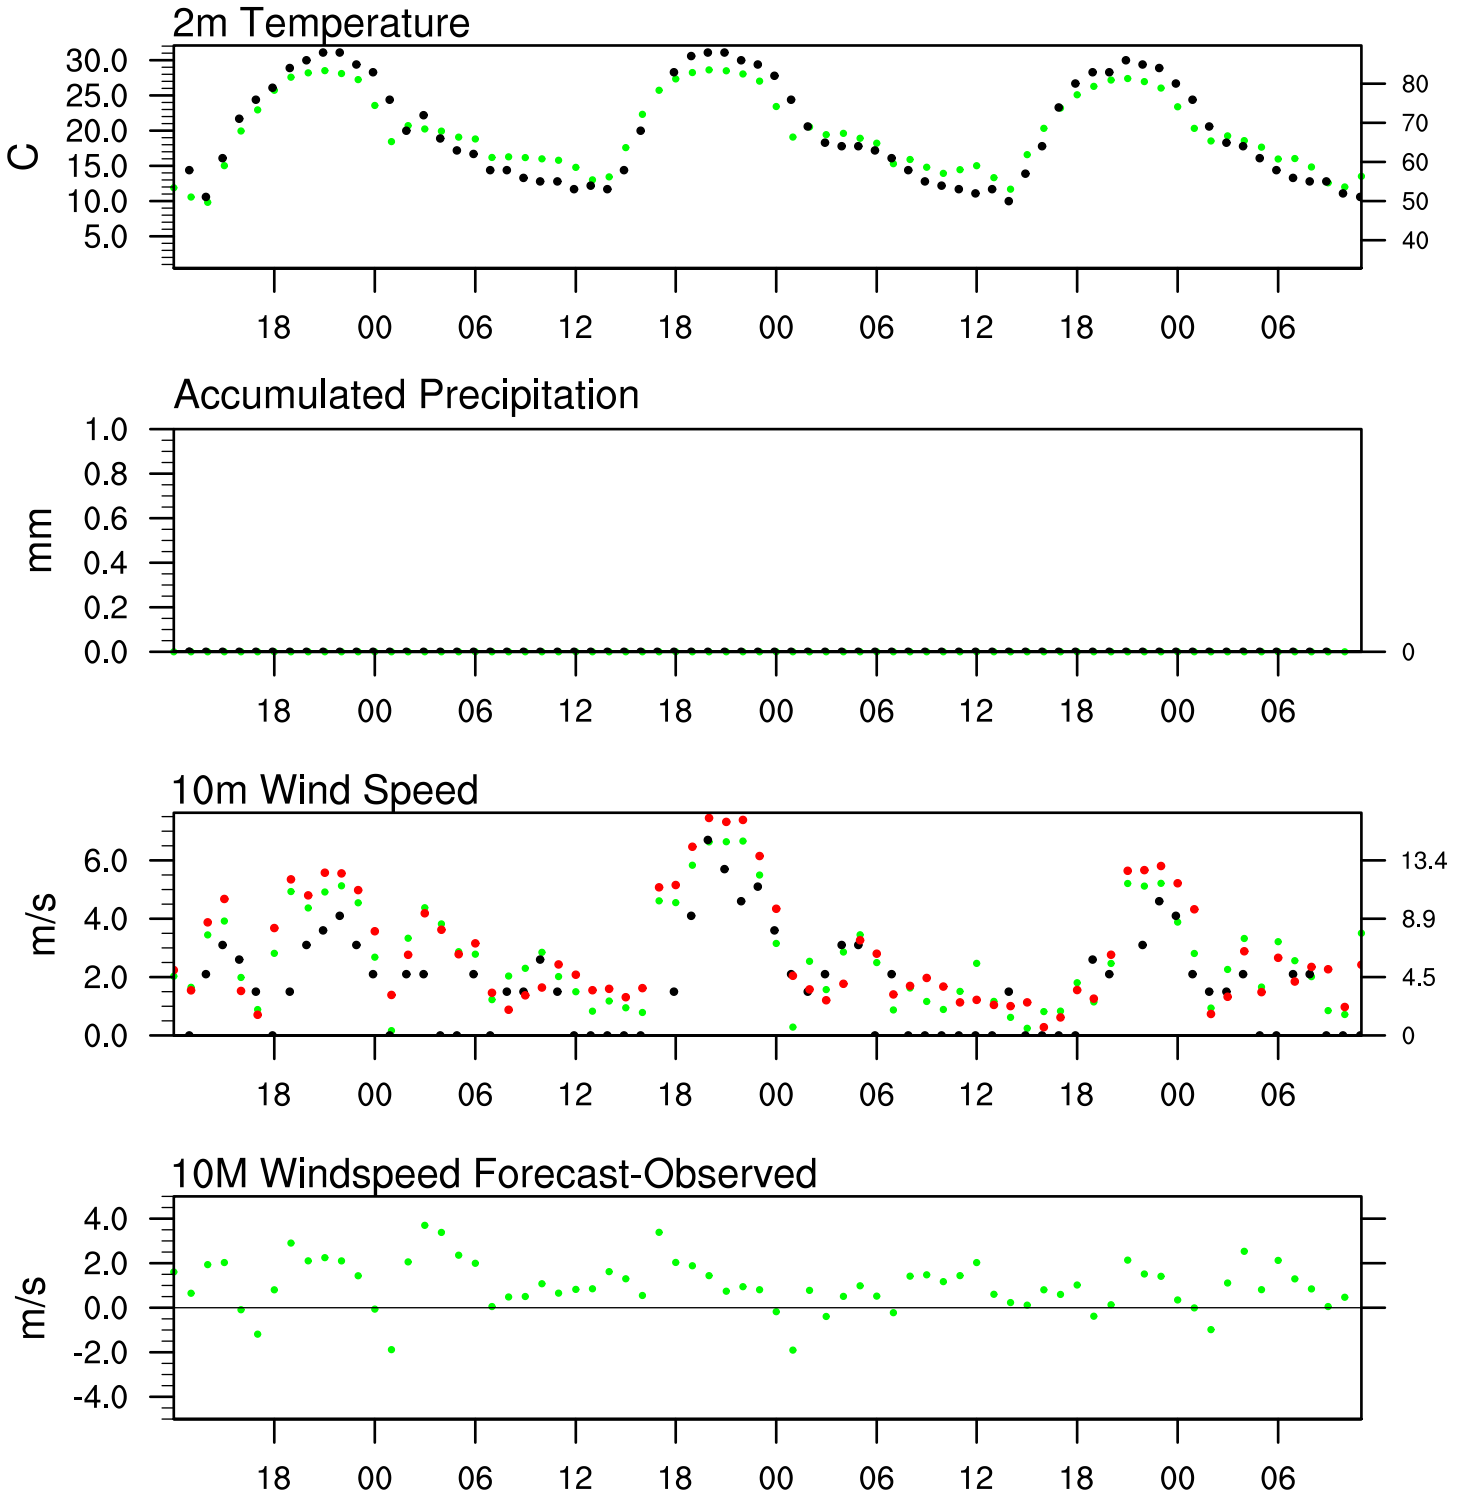 2m Temperature
30.0
25.0
20.0
15.0
10.0
5.0
C
80
70
60
50
40
18 00 06 12 18 00 06 12 18 00 06
Accumulated Precipitation
1.0
0.8
0.6
0.4
0.2
0.0
mm
0
18 00 06 12 18 00 06 12 18 00 06
10m Wind Speed
6.0
4.0
2.0
0.0
m/s
13.4
8.9
4.5
0
18 00 06 12 18 00 06 12 18 00 06
10M Windspeed Forecast-Observed
4.0
2.0
0.0
-2.0
-4.0
m/s
18 00 06 12 18 00 06 12 18 00 06